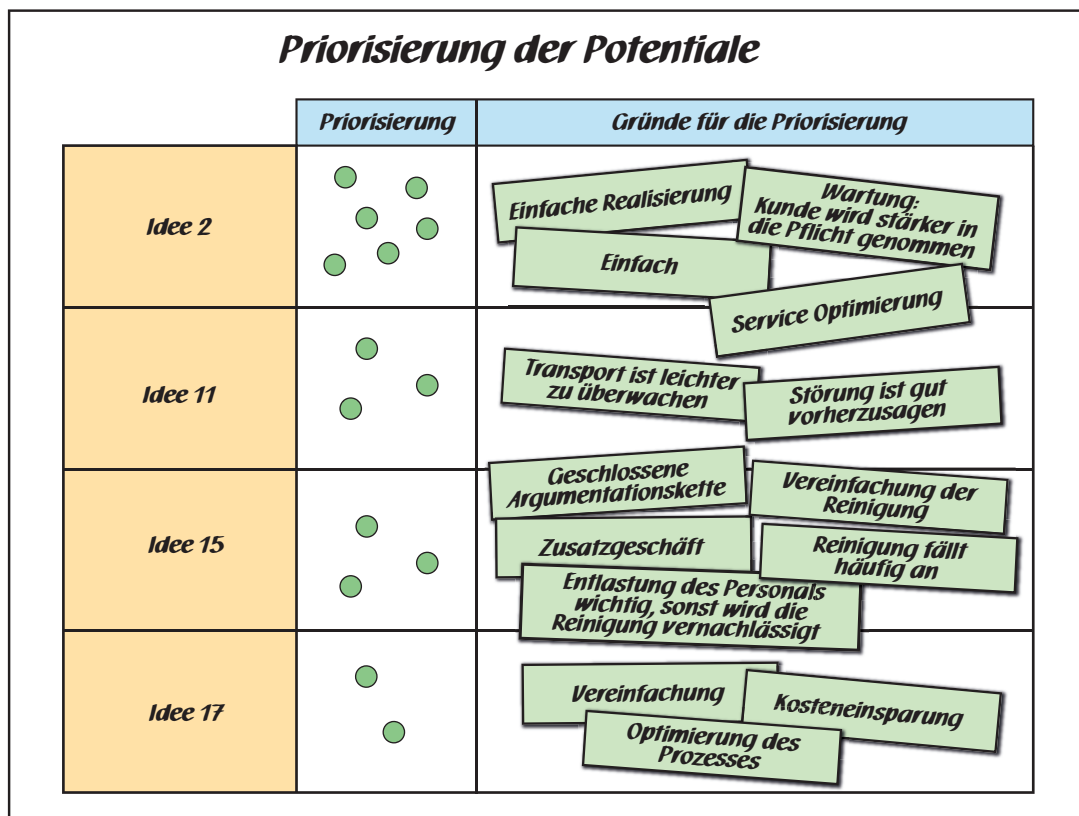 Priorisierung der Potentiale
Priorisierung
Gründe für die Priorisierung
Idee 2
Einfache Realisierung
Wartung:
Kunde wird stärker in
die Pflicht genommen
Einfach
Service Optimierung
Idee 11
Transport ist leichter
zu überwachen
Störung ist gut
vorherzusagen
Idee 15
Geschlossene
Argumentationskette
Vereinfachung der
Reinigung
Zusatzgeschäft
Reinigung fällt
häufig an
Entlastung des Personals
wichtig, sonst wird die
Reinigung vernachlässigt
Idee 17
Vereinfachung
Kosteneinsparung
Optimierung des
Prozesses